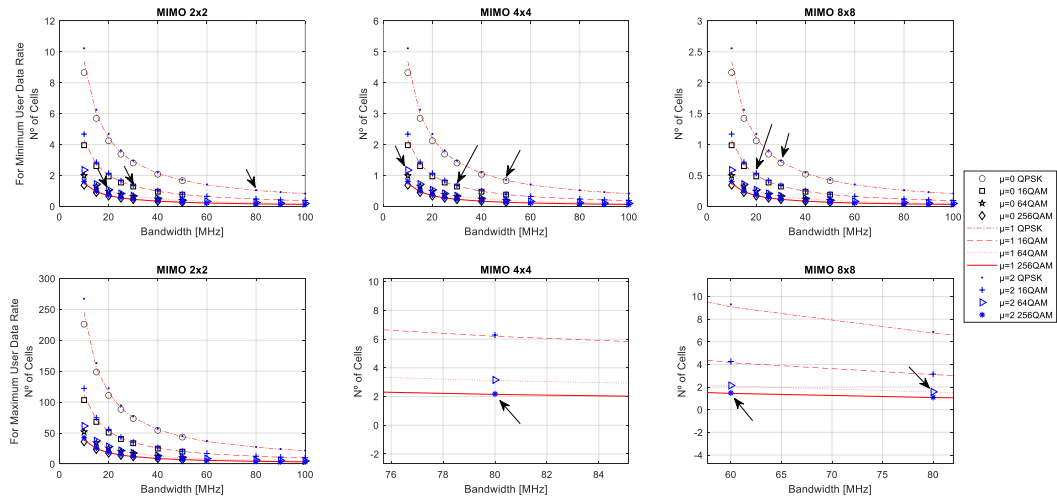 MIMO 2x2
MIMO 4x4
MIMO 8x8
For Minimum User Data Rate
Nº of Cells
12
10
8
6
4
2
0
0 20 40 60 80 100
Bandwidth [MHz]
Nº of Cells
6
5
4
3
2
1
0
0 20 40 60 80 100
Bandwidth [MHz]
Nº of Cells
3
2.5
2
1.5
1
0.5
0
0 20 40 60 80 100
Bandwidth [MHz]
μ=0 QPSK
μ=0 16QAM
μ=0 64QAM
μ=0 256QAM
μ=1 QPSK
μ=1 16QAM
μ=1 64QAM
μ=1 256QAM
μ=2 QPSK
μ=2 16QAM
μ=2 64QAM
μ=2 256QAM
MIMO 2x2
MIMO 4x4
MIMO 8x8
For Maximum User Data Rate
Nº of Cells
300
250
200
150
100
50
0
0 20 40 60 80 100
Bandwidth [MHz]
Nº of Cells
10
8
6
4
2
0
-2
76 78 80 82 84
Bandwidth [MHz]
Nº of Cells
10
8
6
4
2
0
-2
-4
60 65 70 75 80
Bandwidth [MHz]